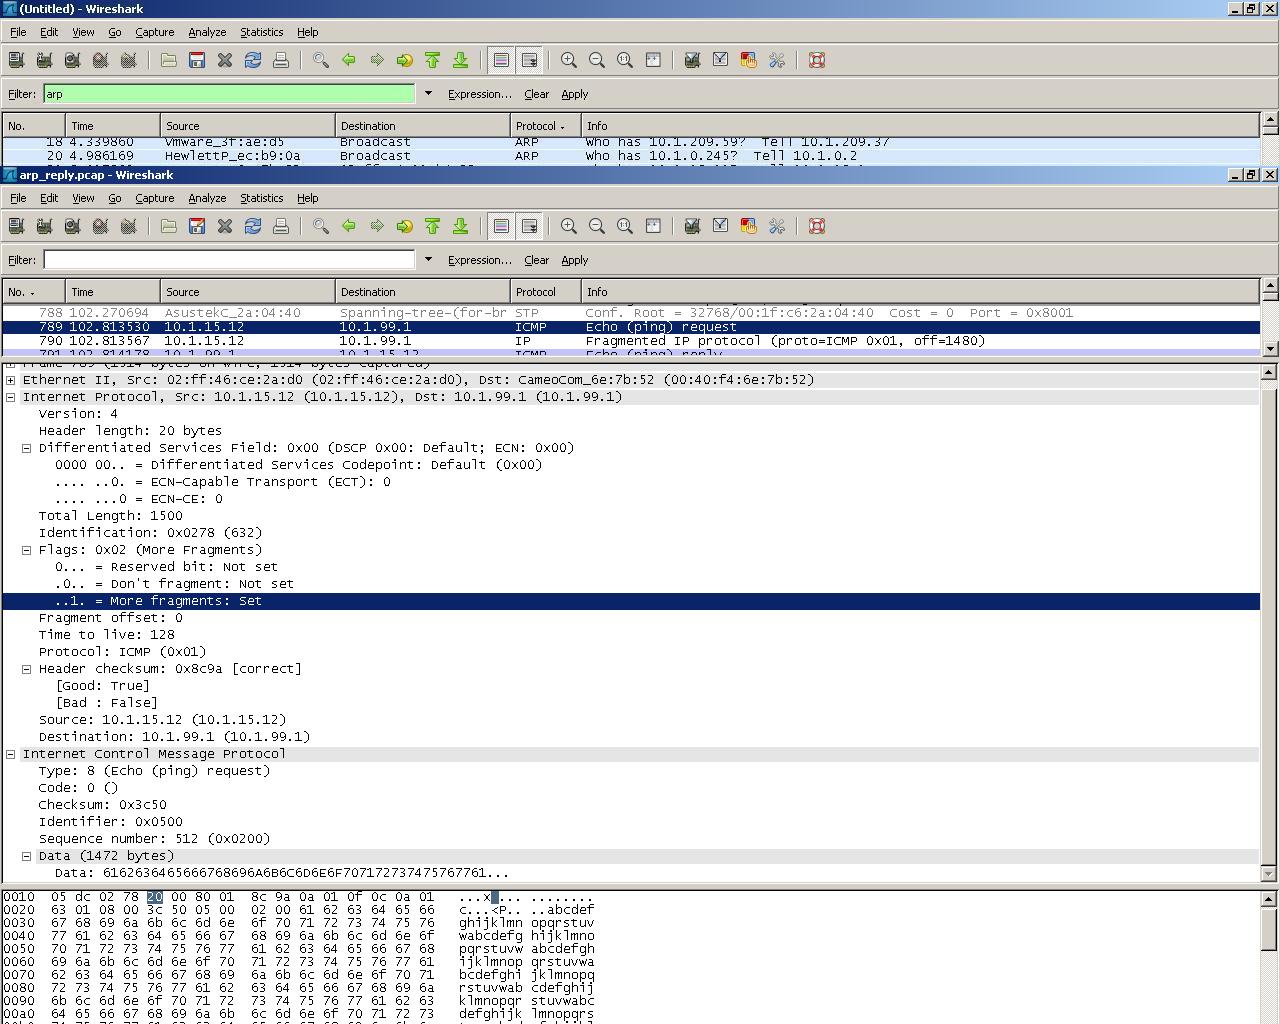 (Untitled) - Wireshark
File Edit View Go Capture Analyze Statistics Help
Filter: arp Expression... Clear Apply
No. Time Source Destination Protocol Info
18 4.339860 Vmware_3f:ae:d5 Broadcast ARP Who has 10.1.209.59? Tell 10.1.209.37
20 4.986169 HewlettP_ec:b9:0a Broadcast ARP Who has 10.1.0.245? Tell 10.1.0.2
arp_reply.pcap - Wireshark
File Edit View Go Capture Analyze Statistics Help
Filter: Expression... Clear Apply
No. Time Source Destination Protocol Info
788 102.270694 AsustekC_2a:04:40 Spanning-tree-(for-br STP Conf. Root = 32768/00:1f:c6:2a:04:40 Cost = 0 Port = 0x8001
789 102.813530 10.1.15.12 10.1.99.1 ICMP Echo (ping) request
790 102.813567 10.1.15.12 10.1.99.1 IP Fragmented IP protocol (proto=ICMP 0x01, off=1480)
791 102.814178 10.1.99.1 10.1.15.12 ICMP Echo (ping) reply
Frame 789 (1514 bytes on wire, 1514 bytes captured)
Ethernet II, Src: 02:ff:46:ce:2a:d0 (02:ff:46:ce:2a:d0), Dst: CameoCom_6e:7b:52 (00:40:f4:6e:7b:52)
Internet Protocol, Src: 10.1.15.12 (10.1.15.12), Dst: 10.1.99.1 (10.1.99.1)
Version: 4
Header length: 20 bytes
Differentiated Services Field: 0x00 (DSCP 0x00: Default; ECN: 0x00)
0000 00.. = Differentiated Services Codepoint: Default (0x00)
.... ..0. = ECN-Capable Transport (ECT): 0
.... ...0 = ECN-CE: 0
Total Length: 1500
Identification: 0x0278 (632)
Flags: 0x02 (More Fragments)
0... = Reserved bit: Not set
.0.. = Don't fragment: Not set
..1. = More fragments: Set
Fragment offset: 0
Time to live: 128
Protocol: ICMP (0x01)
Header checksum: 0x8c9a [correct]
[Good: True]
[Bad : False]
Source: 10.1.15.12 (10.1.15.12)
Destination: 10.1.99.1 (10.1.99.1)
Internet Control Message Protocol
Type: 8 (Echo (ping) request)
Code: 0 ()
Checksum: 0x3c50
Identifier: 0x0500
Sequence number: 512 (0x0200)
Data (1472 bytes)
Data: 6162636465666768696A6B6C6D6E6F707172737475767761...
0010 05 dc 02 78 20 00 80 01 8c 9a 0a 01 0f 0c 0a 01 ...x ... ........
0020 63 01 08 00 3c 50 05 00 02 00 61 62 63 64 65 66 c...<P.. ..abcdef
0030 67 68 69 6a 6b 6c 6d 6e 6f 70 71 72 73 74 75 76 ghijklmn opqrstuv
0040 77 61 62 63 64 65 66 67 68 69 6a 6b 6c 6d 6e 6f wabcdefg hijklmno
0050 70 71 72 73 74 75 76 77 61 62 63 64 65 66 67 68 pqrstuvw abcdefgh
0060 69 6a 6b 6c 6d 6e 6f 70 71 72 73 74 75 76 77 61 ijklmnop qrstuvwa
0070 62 63 64 65 66 67 68 69 6a 6b 6c 6d 6e 6f 70 71 bcdefghi jklmnopq
0080 72 73 74 75 76 77 61 62 63 64 65 66 67 68 69 6a rstuvwab cdefghij
0090 6b 6c 6d 6e 6f 70 71 72 73 74 75 76 77 61 62 63 klmnopqr stuvwabc
00a0 64 65 66 67 68 69 6a 6b 6c 6d 6e 6f 70 71 72 73 defghijk lmnopqrs